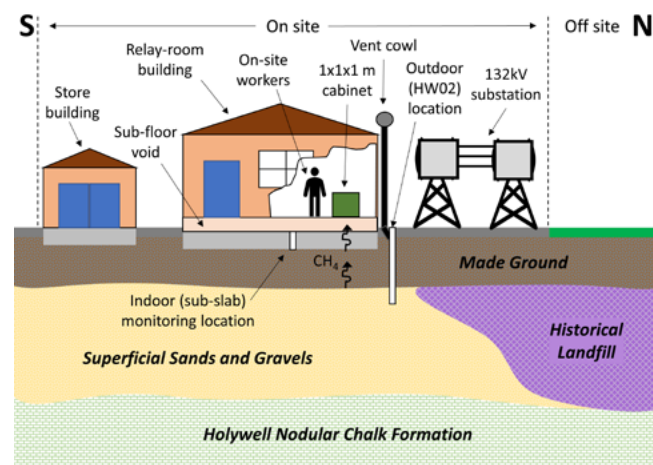 S
On site
Off site
N
Relay-room
building
On-site
workers
Vent cowl
1x1x1 m
cabinet
Outdoor
(HW02)
location
132kV
substation
Store
building
Sub-floor
void
CH₄
Made Ground
Indoor (sub-slab)
monitoring location
Historical
Landfill
Superficial Sands and Gravels
Holywell Nodular Chalk Formation